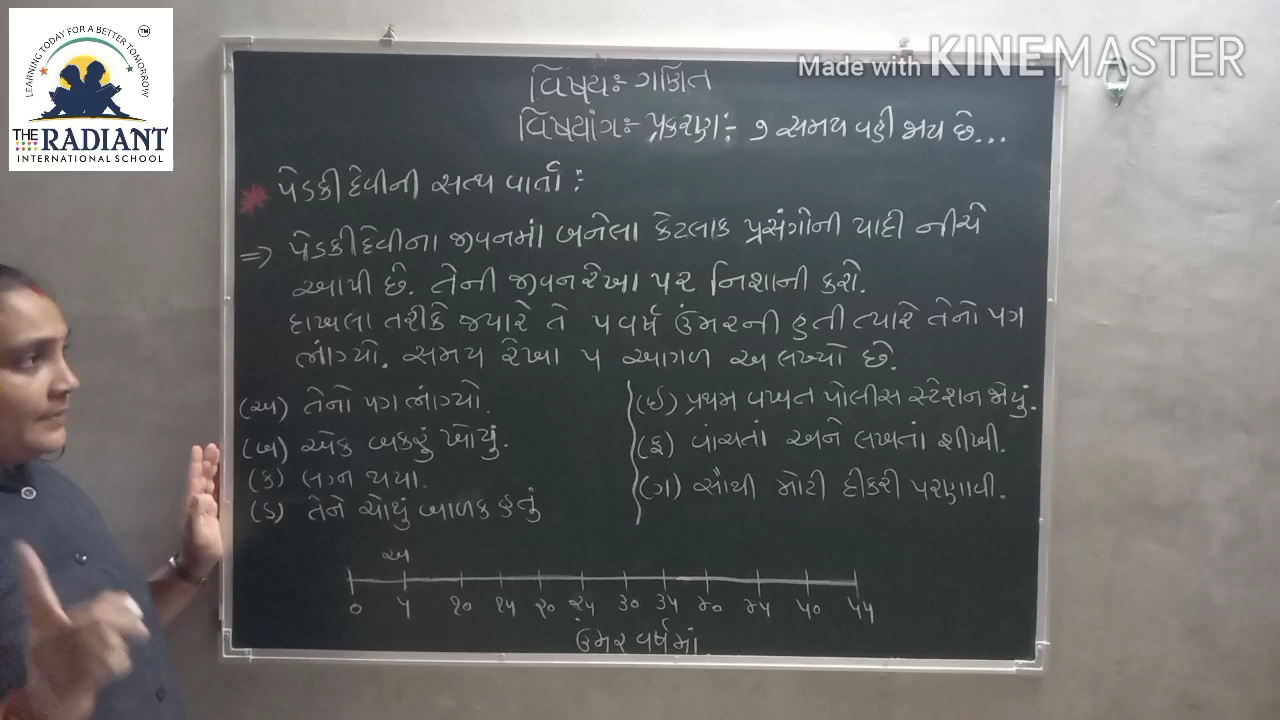 LEARNING TODAY FOR A BETTER TOMORROW
TM
THE RADIANT
INTERNATIONAL SCHOOL
Made with KINEMASTER
વિષય:- ગણિત
વિષયાંગ:- પ્રકરણ:- ૭ સમય વહી જાય છે...
* પેડકીદેવીની સત્ય વાર્તા :
⇒ પેડકીદેવીના જીવનમાં બનેલા કેટલાક પ્રસંગોની યાદી નીચે
આપી છે. તેની જીવનરેખા પર નિશાની કરો.
દાખલા તરીકે જ્યારે તે ૫ વર્ષ ઉંમરની હતી ત્યારે તેનો પગ
ભાંગ્યો. સમય રેખા ૫ આગળ અ લખ્યો છે.
(અ) તેનો પગ ભાંગ્યો.
(બ) એક બકરું ખોયું.
(ક) લગ્ન થયા.
(ડ) તેને ચોથું બાળક હતું
(ઈ) પ્રથમ વખત પોલીસ સ્ટેશન જોયું.
(ફ) વાંચતાં અને લખતાં શીખી.
(ગ) સૌથી મોટી દીકરી પરણાવી.
અ
૦ ૫ ૧૦ ૧૫ ૨૦ ૨૫ ૩૦ ૩૫ ૪૦ ૪૫ ૫૦ ૫૫
ઉંમર વર્ષમાં